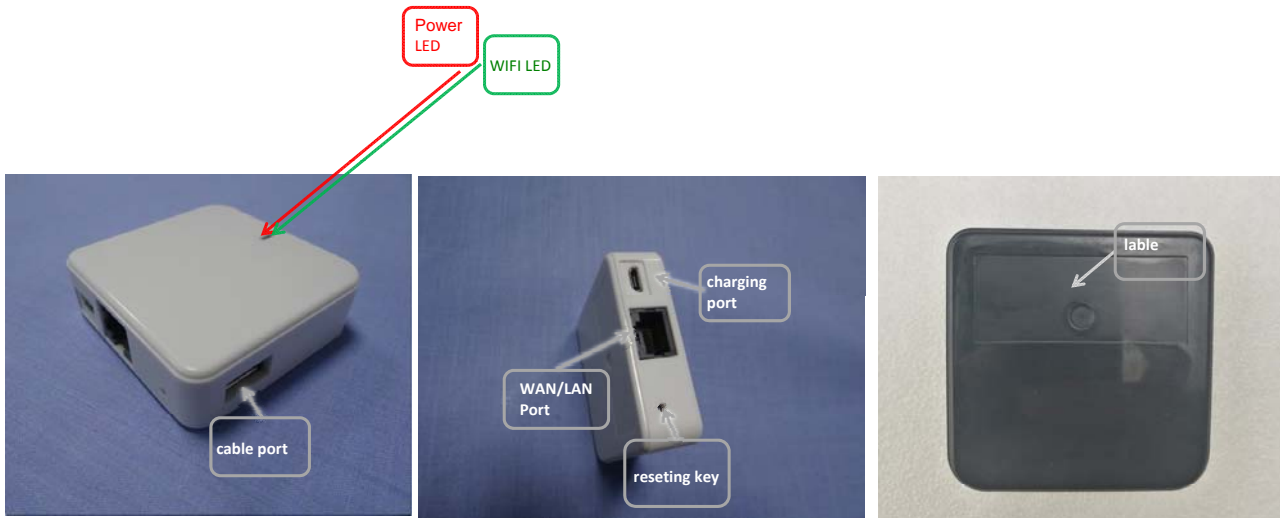 Power
LED
WIFI LED
cable port
charging
port
WAN/LAN
Port
reseting key
lable